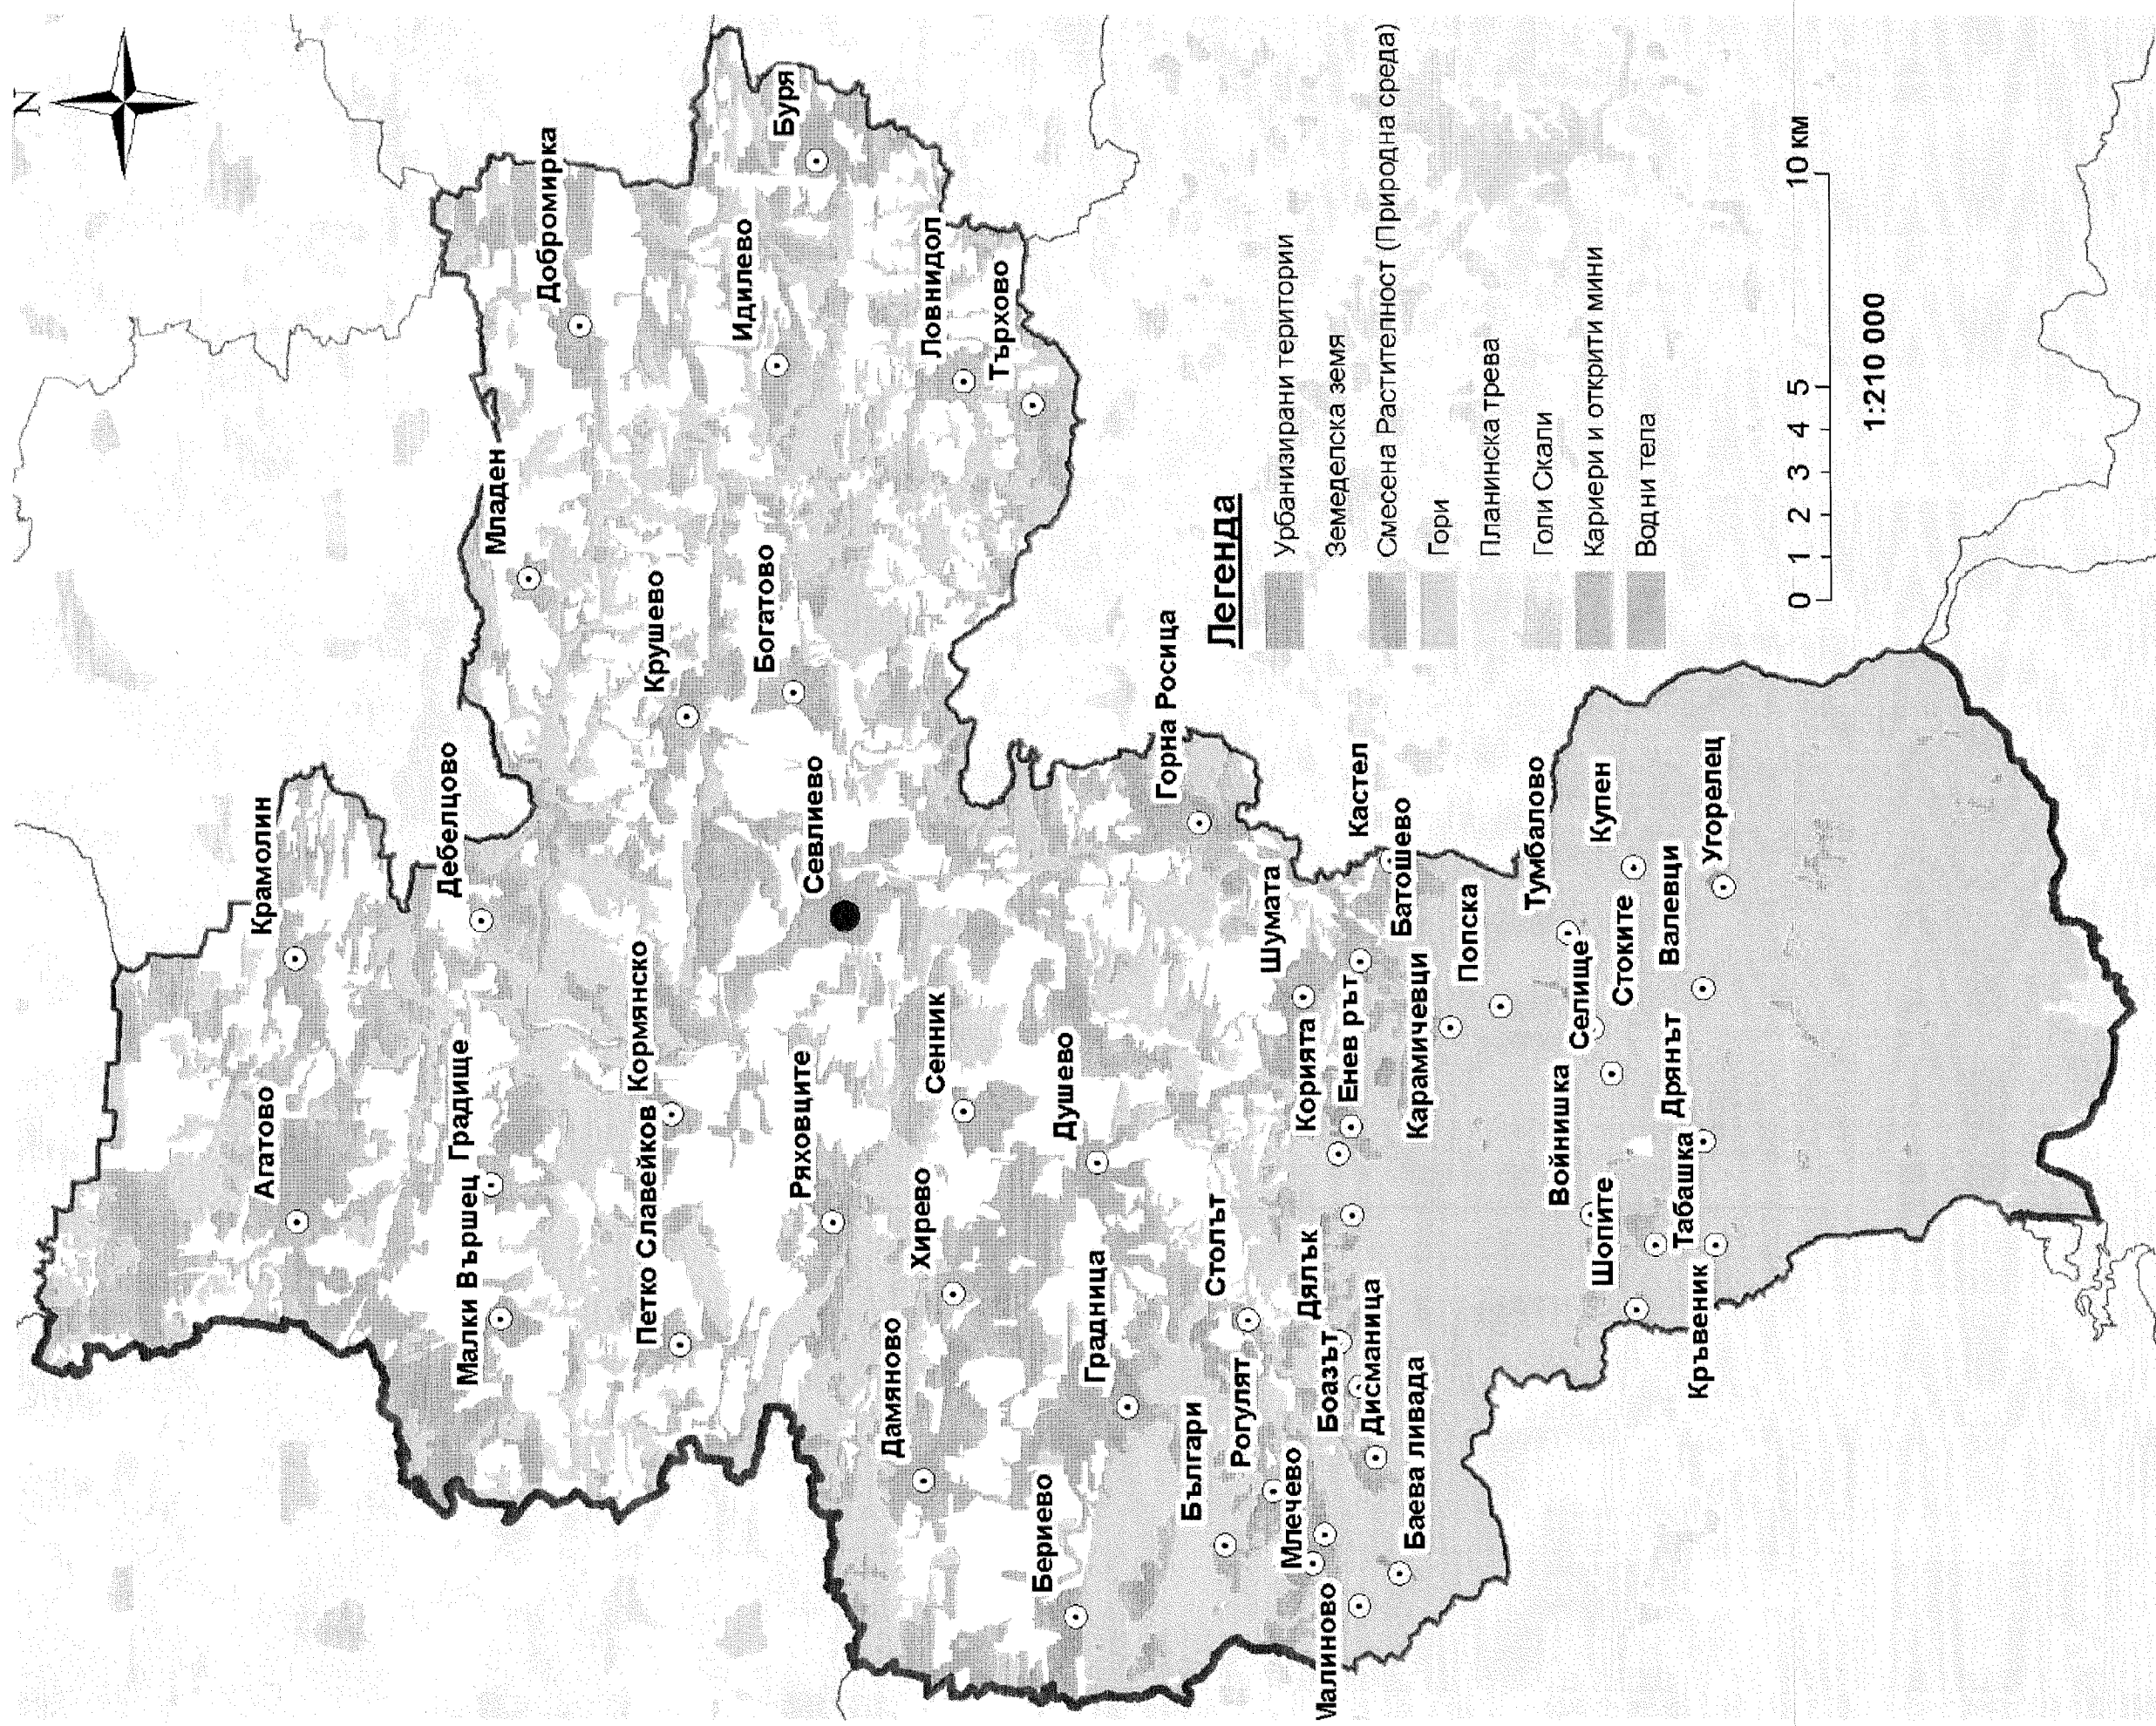 N
Крамолин
Агатово
Дебелцово
Градище
Малки Вършец
Младен
Добромирка
Буря
Крушево
Богатово
Идилево
Ловнидол
Търхово
Кормянско
Петко Славейков
Севлиево
Ряховците
Сенник
Хирево
Дамяново
Душево
Градница
Бериево
Горна Росица
Шумата
Кастел
Батошево
Попска
Тумбалово
Купен
Угорелец
Валевци
Стоките
Селище
Карамичевци
Енев рът
Корията
Столът
Дялък
Боазът
Дисманица
Рогулят
Българи
Млечево
Баева ливада
Малиново
Войнишка
Шопите
Дрянът
Табашка
Кръвеник
Легенда
Урбанизирани територии
Земеделска земя
Смесена Растителност (Природна среда)
Гори
Планинска трева
Голи Скали
Кариери и открити мини
Водни тела
0 1 2 3 4 5 10 км
1:210 000